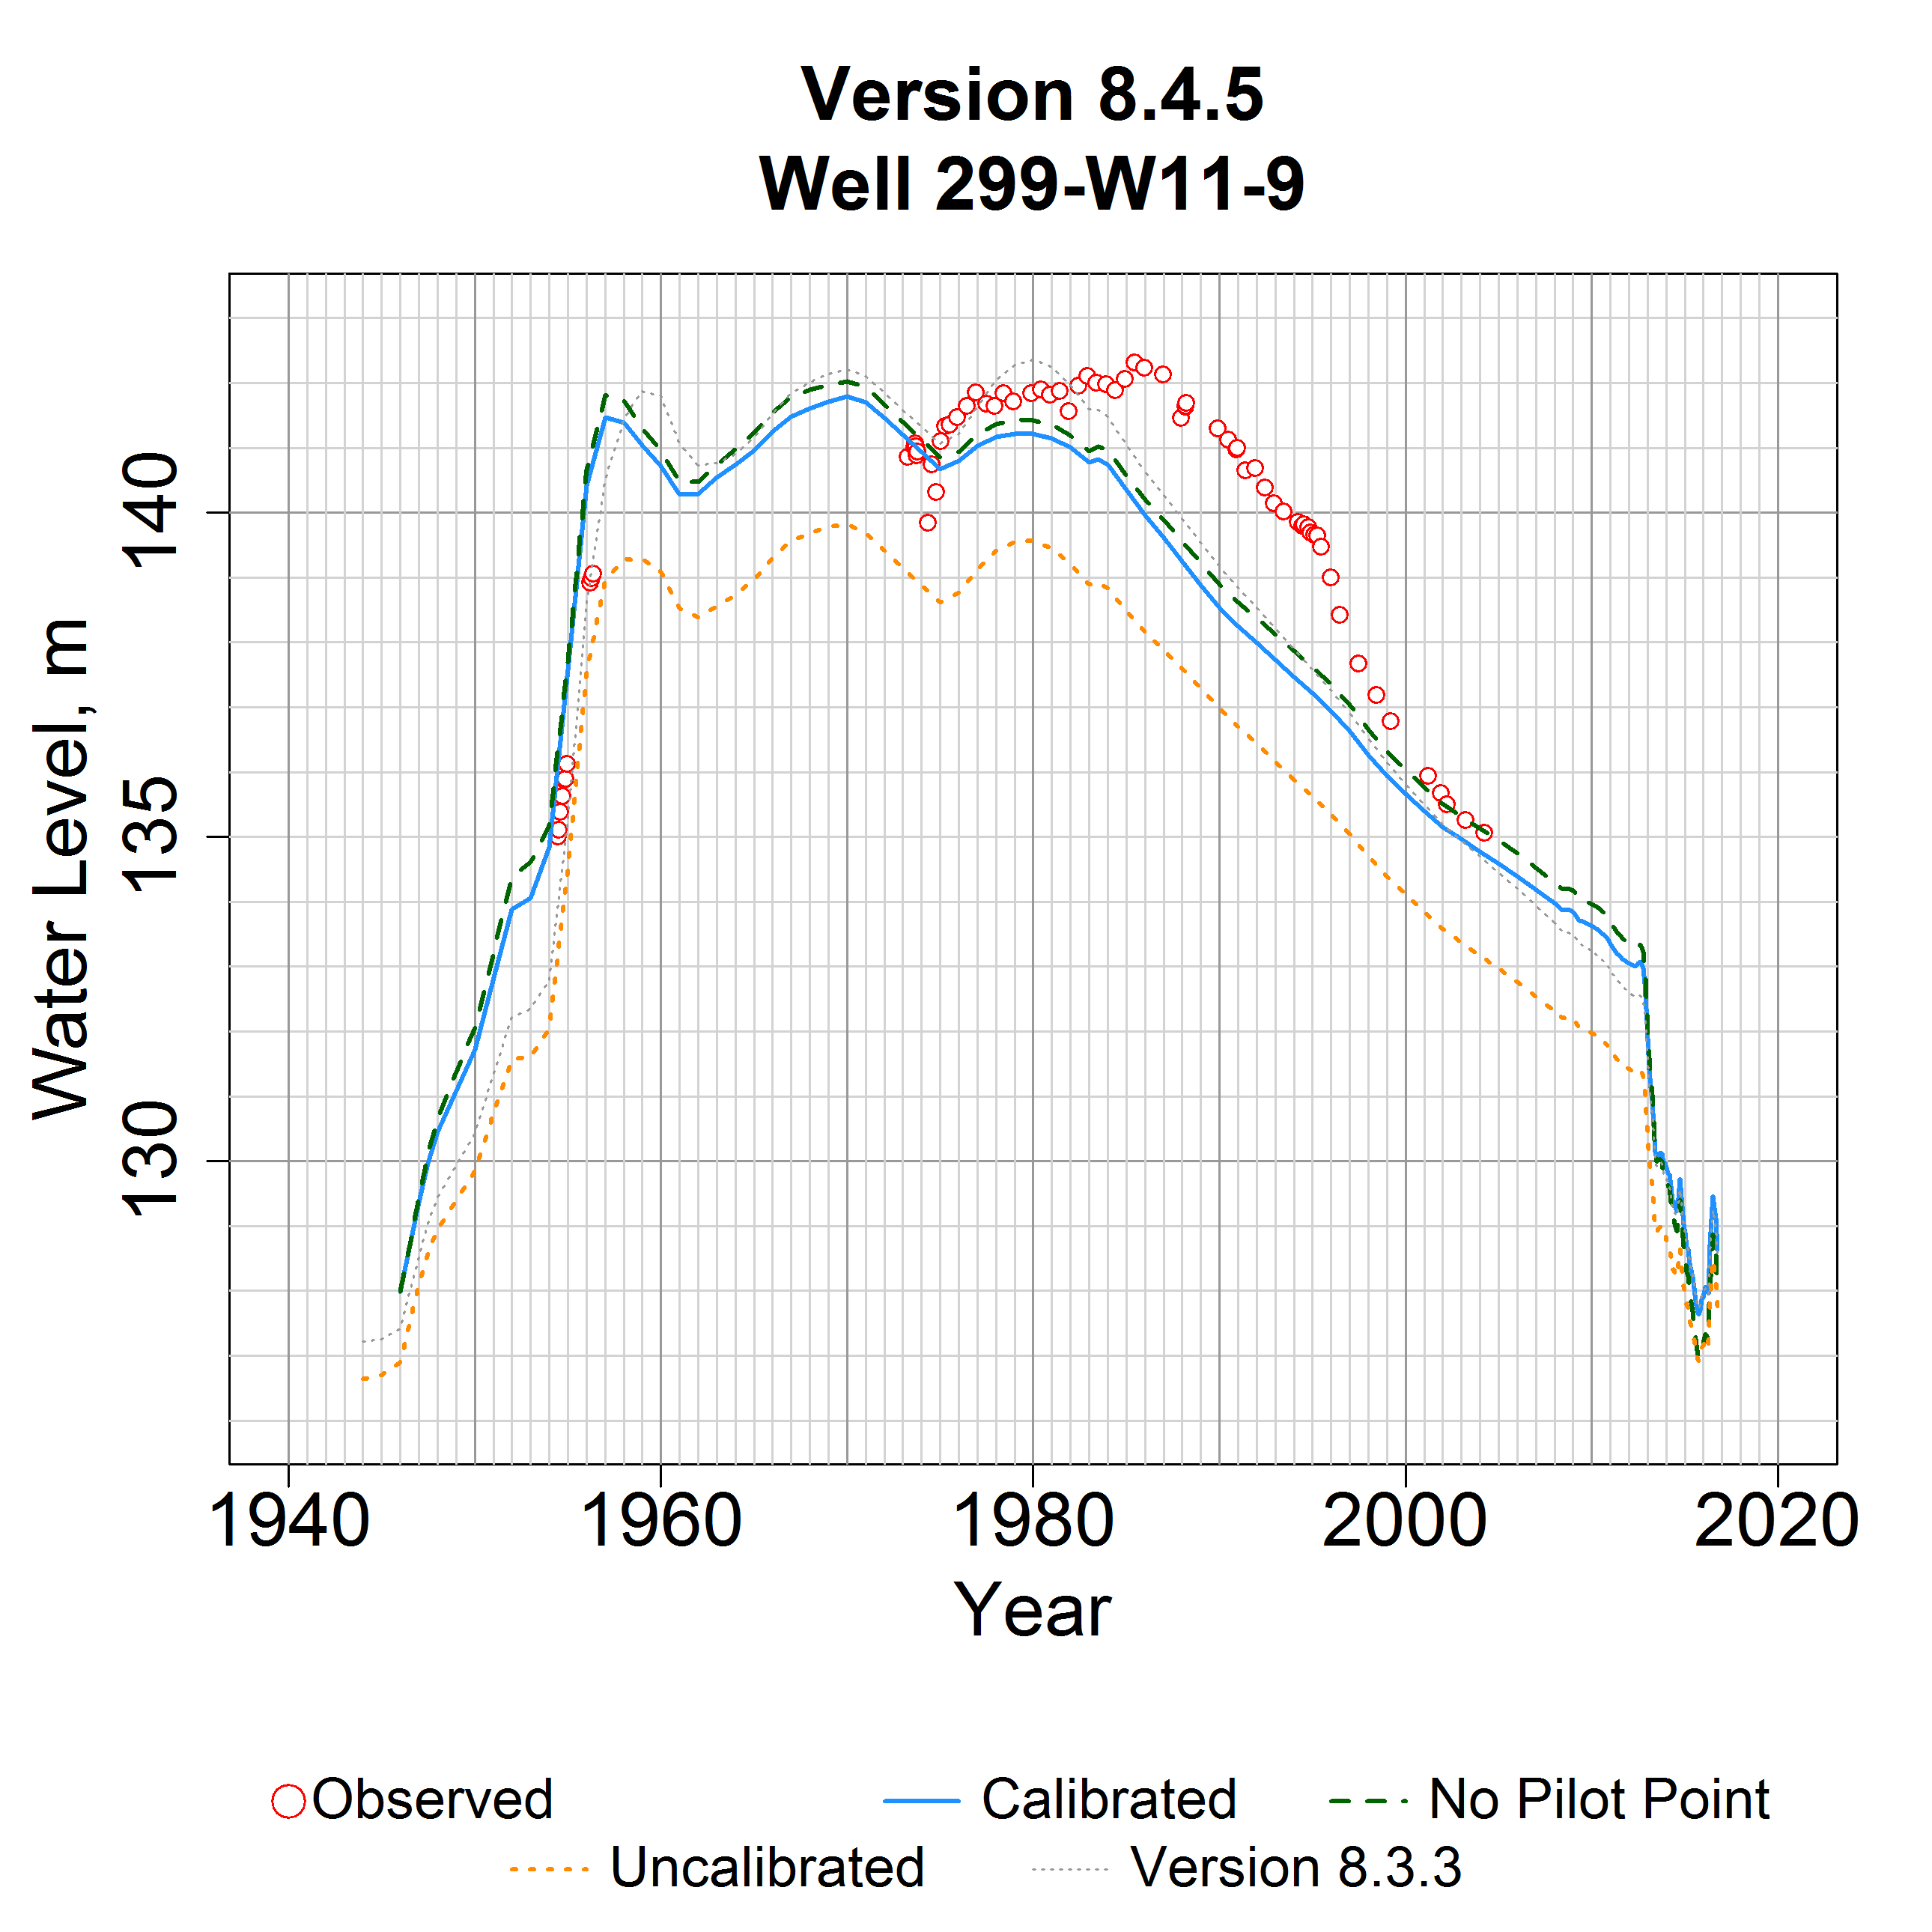 Version 8.4.5
Well 299-W11-9
Water Level, m
140
135
130
1940 1960 1980 2000 2020
Year
Observed Calibrated No Pilot Point
Uncalibrated Version 8.3.3